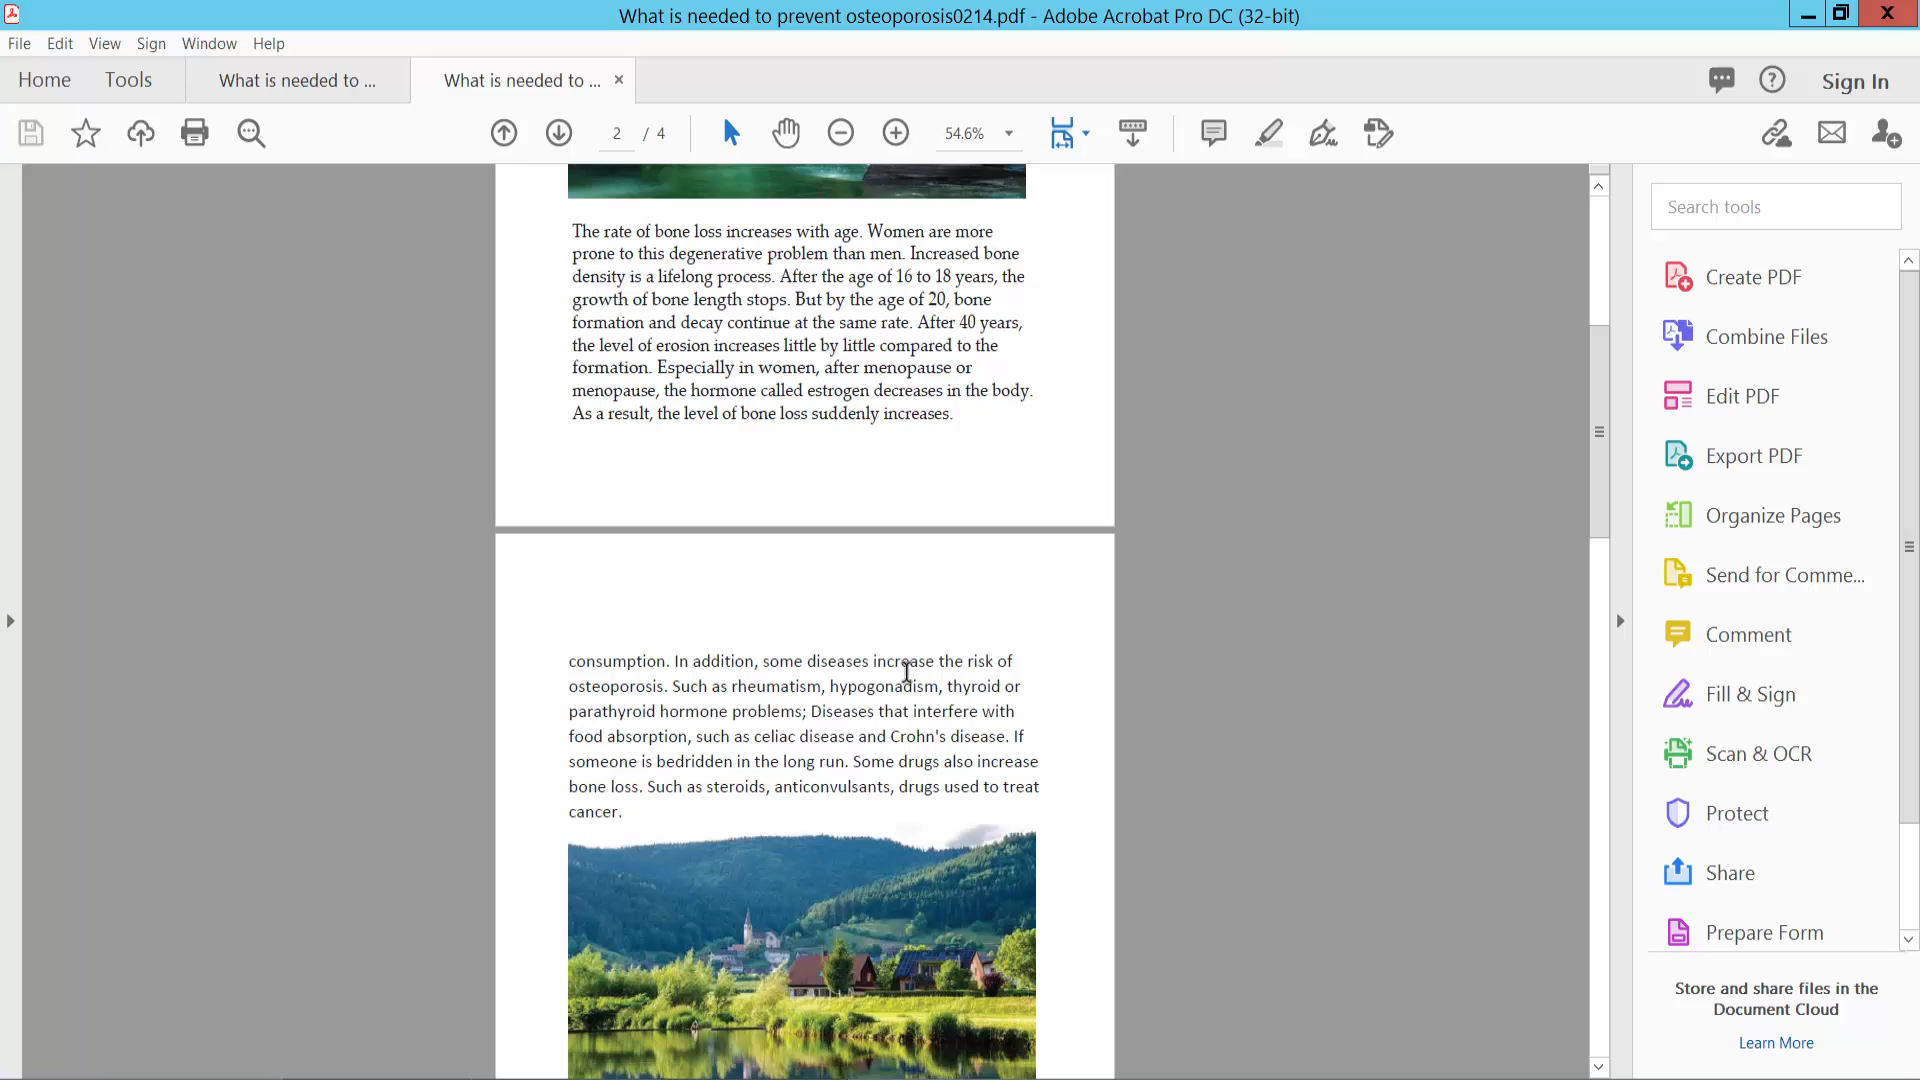 What is needed to prevent osteoporosis0214.pdf - Adobe Acrobat Pro DC (32-bit)
File Edit View Sign Window Help
Home Tools What is needed to ... What is needed to ... × Sign In
2 / 4 54.6%
The rate of bone loss increases with age. Women are more
prone to this degenerative problem than men. Increased bone
density is a lifelong process. After the age of 16 to 18 years, the
growth of bone length stops. But by the age of 20, bone
formation and decay continue at the same rate. After 40 years,
the level of erosion increases little by little compared to the
formation. Especially in women, after menopause or
menopause, the hormone called estrogen decreases in the body.
As a result, the level of bone loss suddenly increases.
consumption. In addition, some diseases increase the risk of
osteoporosis. Such as rheumatism, hypogonadism, thyroid or
parathyroid hormone problems; Diseases that interfere with
food absorption, such as celiac disease and Crohn's disease. If
someone is bedridden in the long run. Some drugs also increase
bone loss. Such as steroids, anticonvulsants, drugs used to treat
cancer.
Search tools
Create PDF
Combine Files
Edit PDF
Export PDF
Organize Pages
Send for Comme...
Comment
Fill & Sign
Scan & OCR
Protect
Share
Prepare Form
Store and share files in the
Document Cloud
Learn More